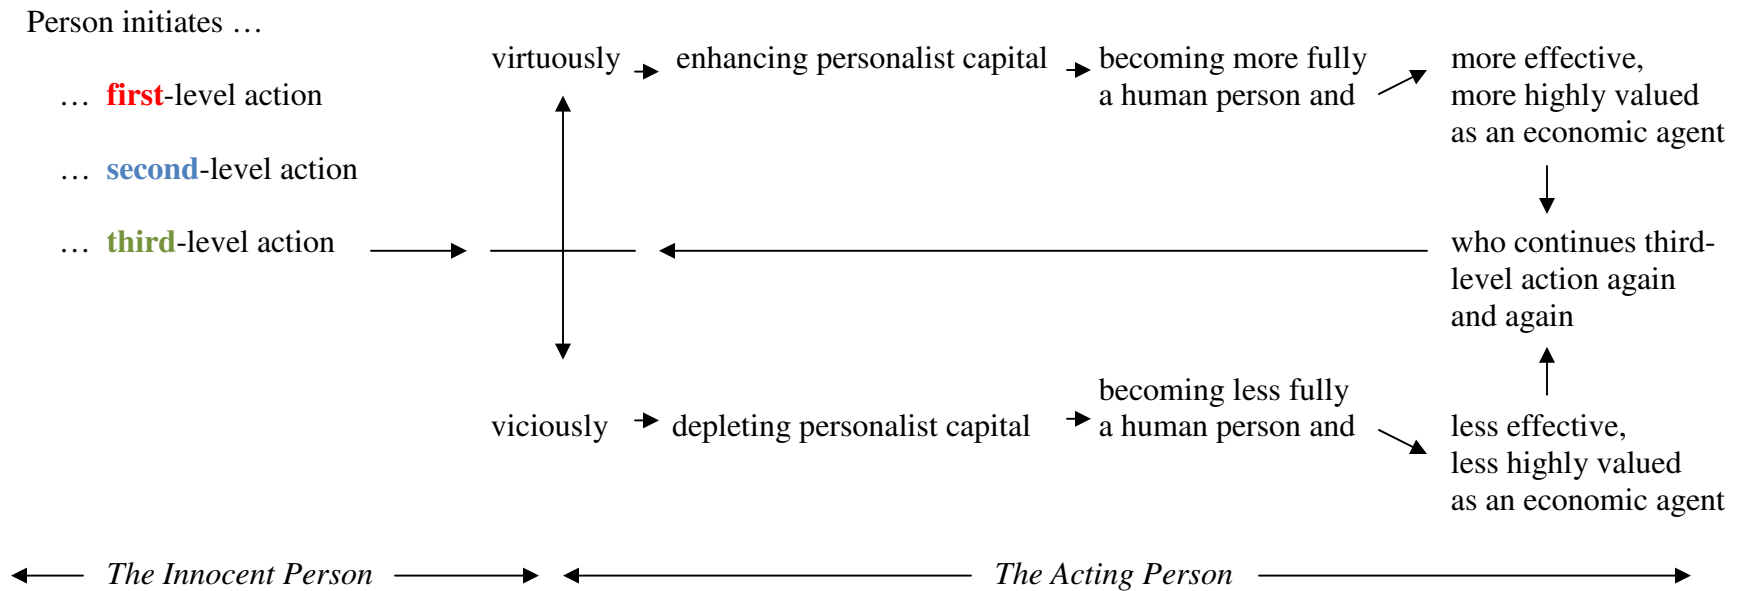 Person initiates …
… first-level action
… second-level action
… third-level action
virtuously
enhancing personalist capital
becoming more fully
a human person and
more effective,
more highly valued
as an economic agent
who continues third-
level action again
and again
viciously
depleting personalist capital
becoming less fully
a human person and
less effective,
less highly valued
as an economic agent
The Innocent Person
The Acting Person